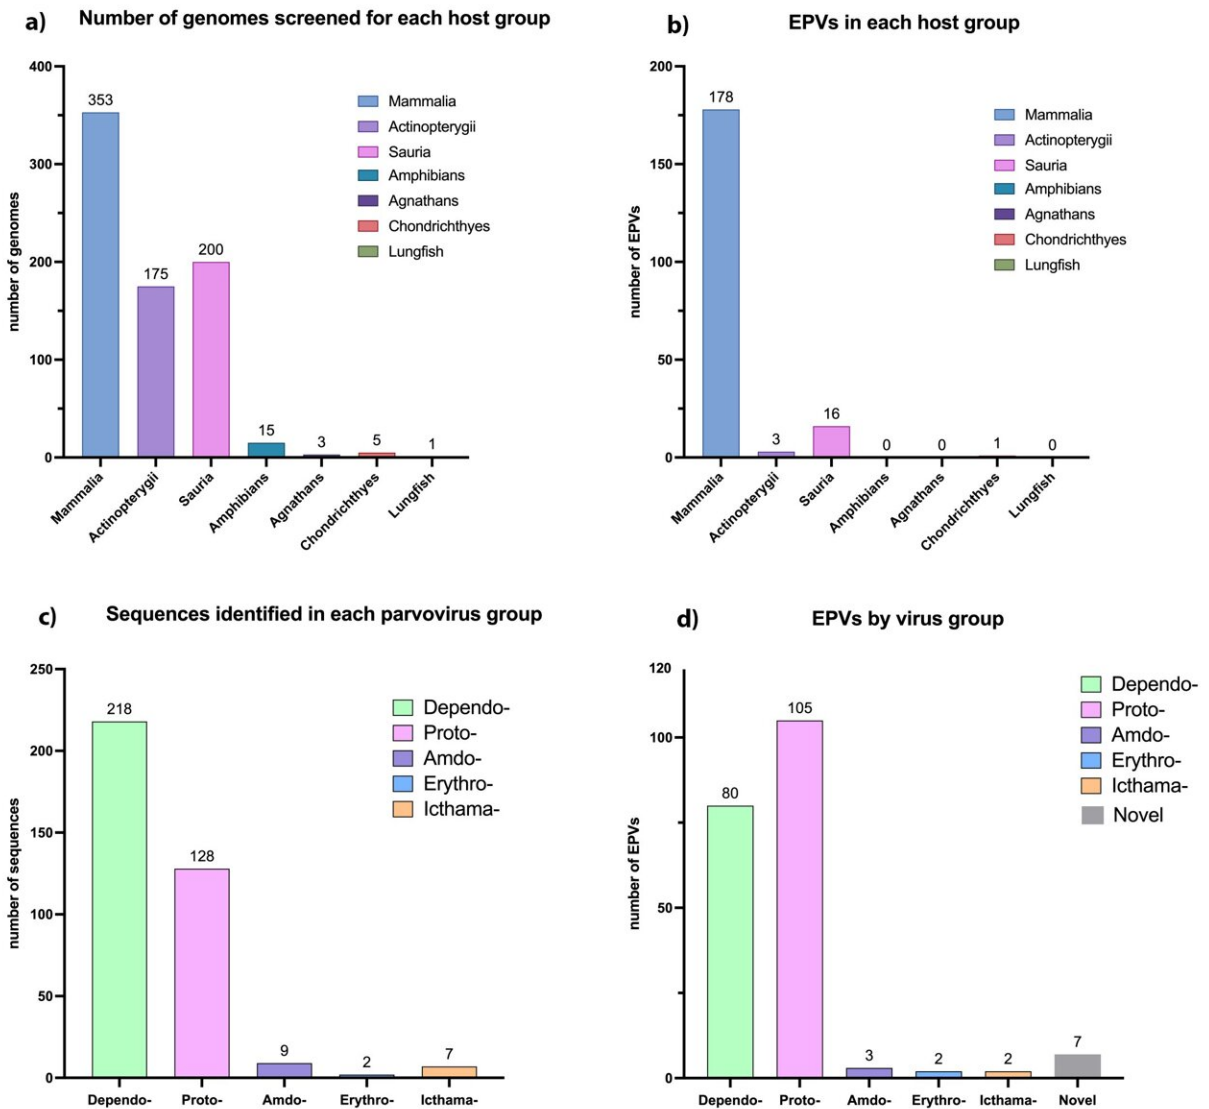 a) Number of genomes screened for each host group
400
300
200
100
0
number of genomes
353
175
200
15
3
5
1
Mammalia
Actinopterygii
Sauria
Amphibians
Agnathans
Chondrichthyes
Lungfish
Mammalia
Actinopterygii
Sauria
Amphibians
Agnathans
Chondrichthyes
Lungfish
b) EPVs in each host group
200
150
100
50
0
number of EPVs
178
3
16
0
0
1
0
Mammalia
Actinopterygii
Sauria
Amphibians
Agnathans
Chondrichthyes
Lungfish
Mammalia
Actinopterygii
Sauria
Amphibians
Agnathans
Chondrichthyes
Lungfish
c) Sequences identified in each parvovirus group
250
200
150
100
50
0
number of sequences
218
128
9
2
7
Dependo-
Proto-
Amdo-
Erythro-
Icthama-
Dependo-
Proto-
Amdo-
Erythro-
Icthama-
d) EPVs by virus group
120
100
50
0
number of EPVs
80
105
3
2
2
7
Dependo-
Proto-
Amdo-
Erythro-
Icthama-
Novel
Dependo-
Proto-
Amdo-
Erythro-
Icthama-
Novel